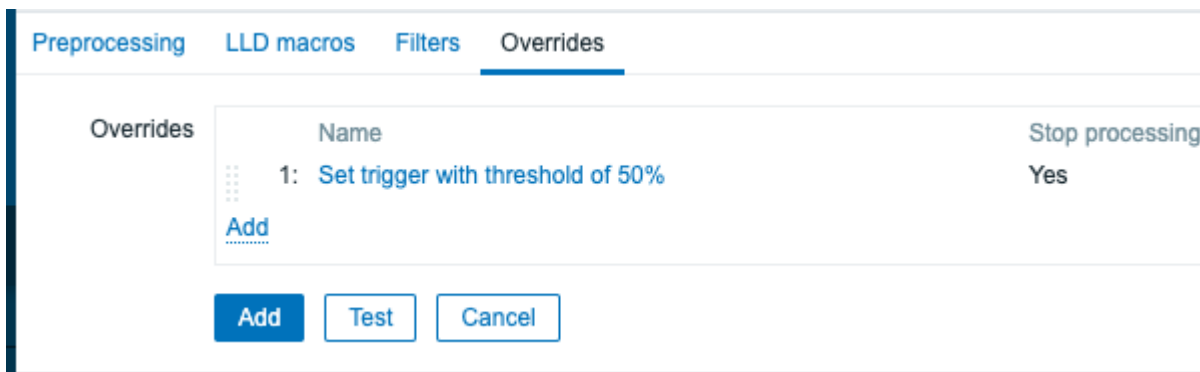 Preprocessing LLD macros Filters Overrides
Overrides Name Stop processing
1: Set trigger with threshold of 50% Yes
Add
Add Test Cancel